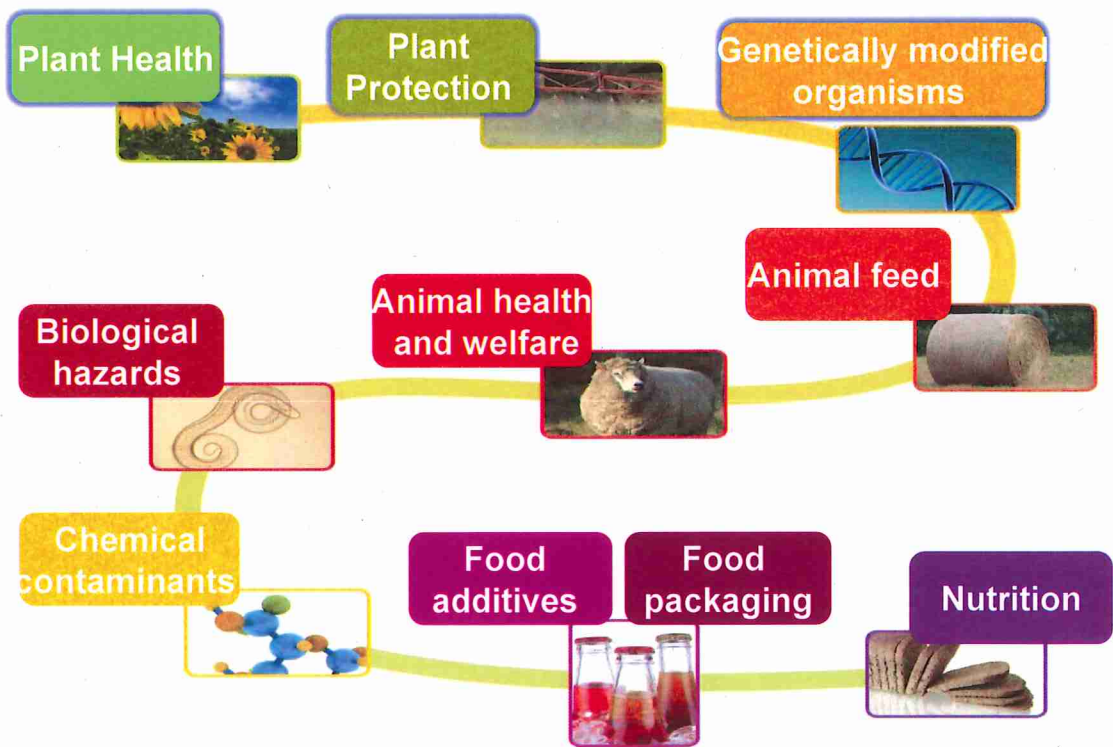 Plant Health
Plant
Protection
Genetically modified
organisms
Animal feed
Animal health
and welfare
Biological
hazards
Chemical
contaminants
Food
additives
Food
packaging
Nutrition